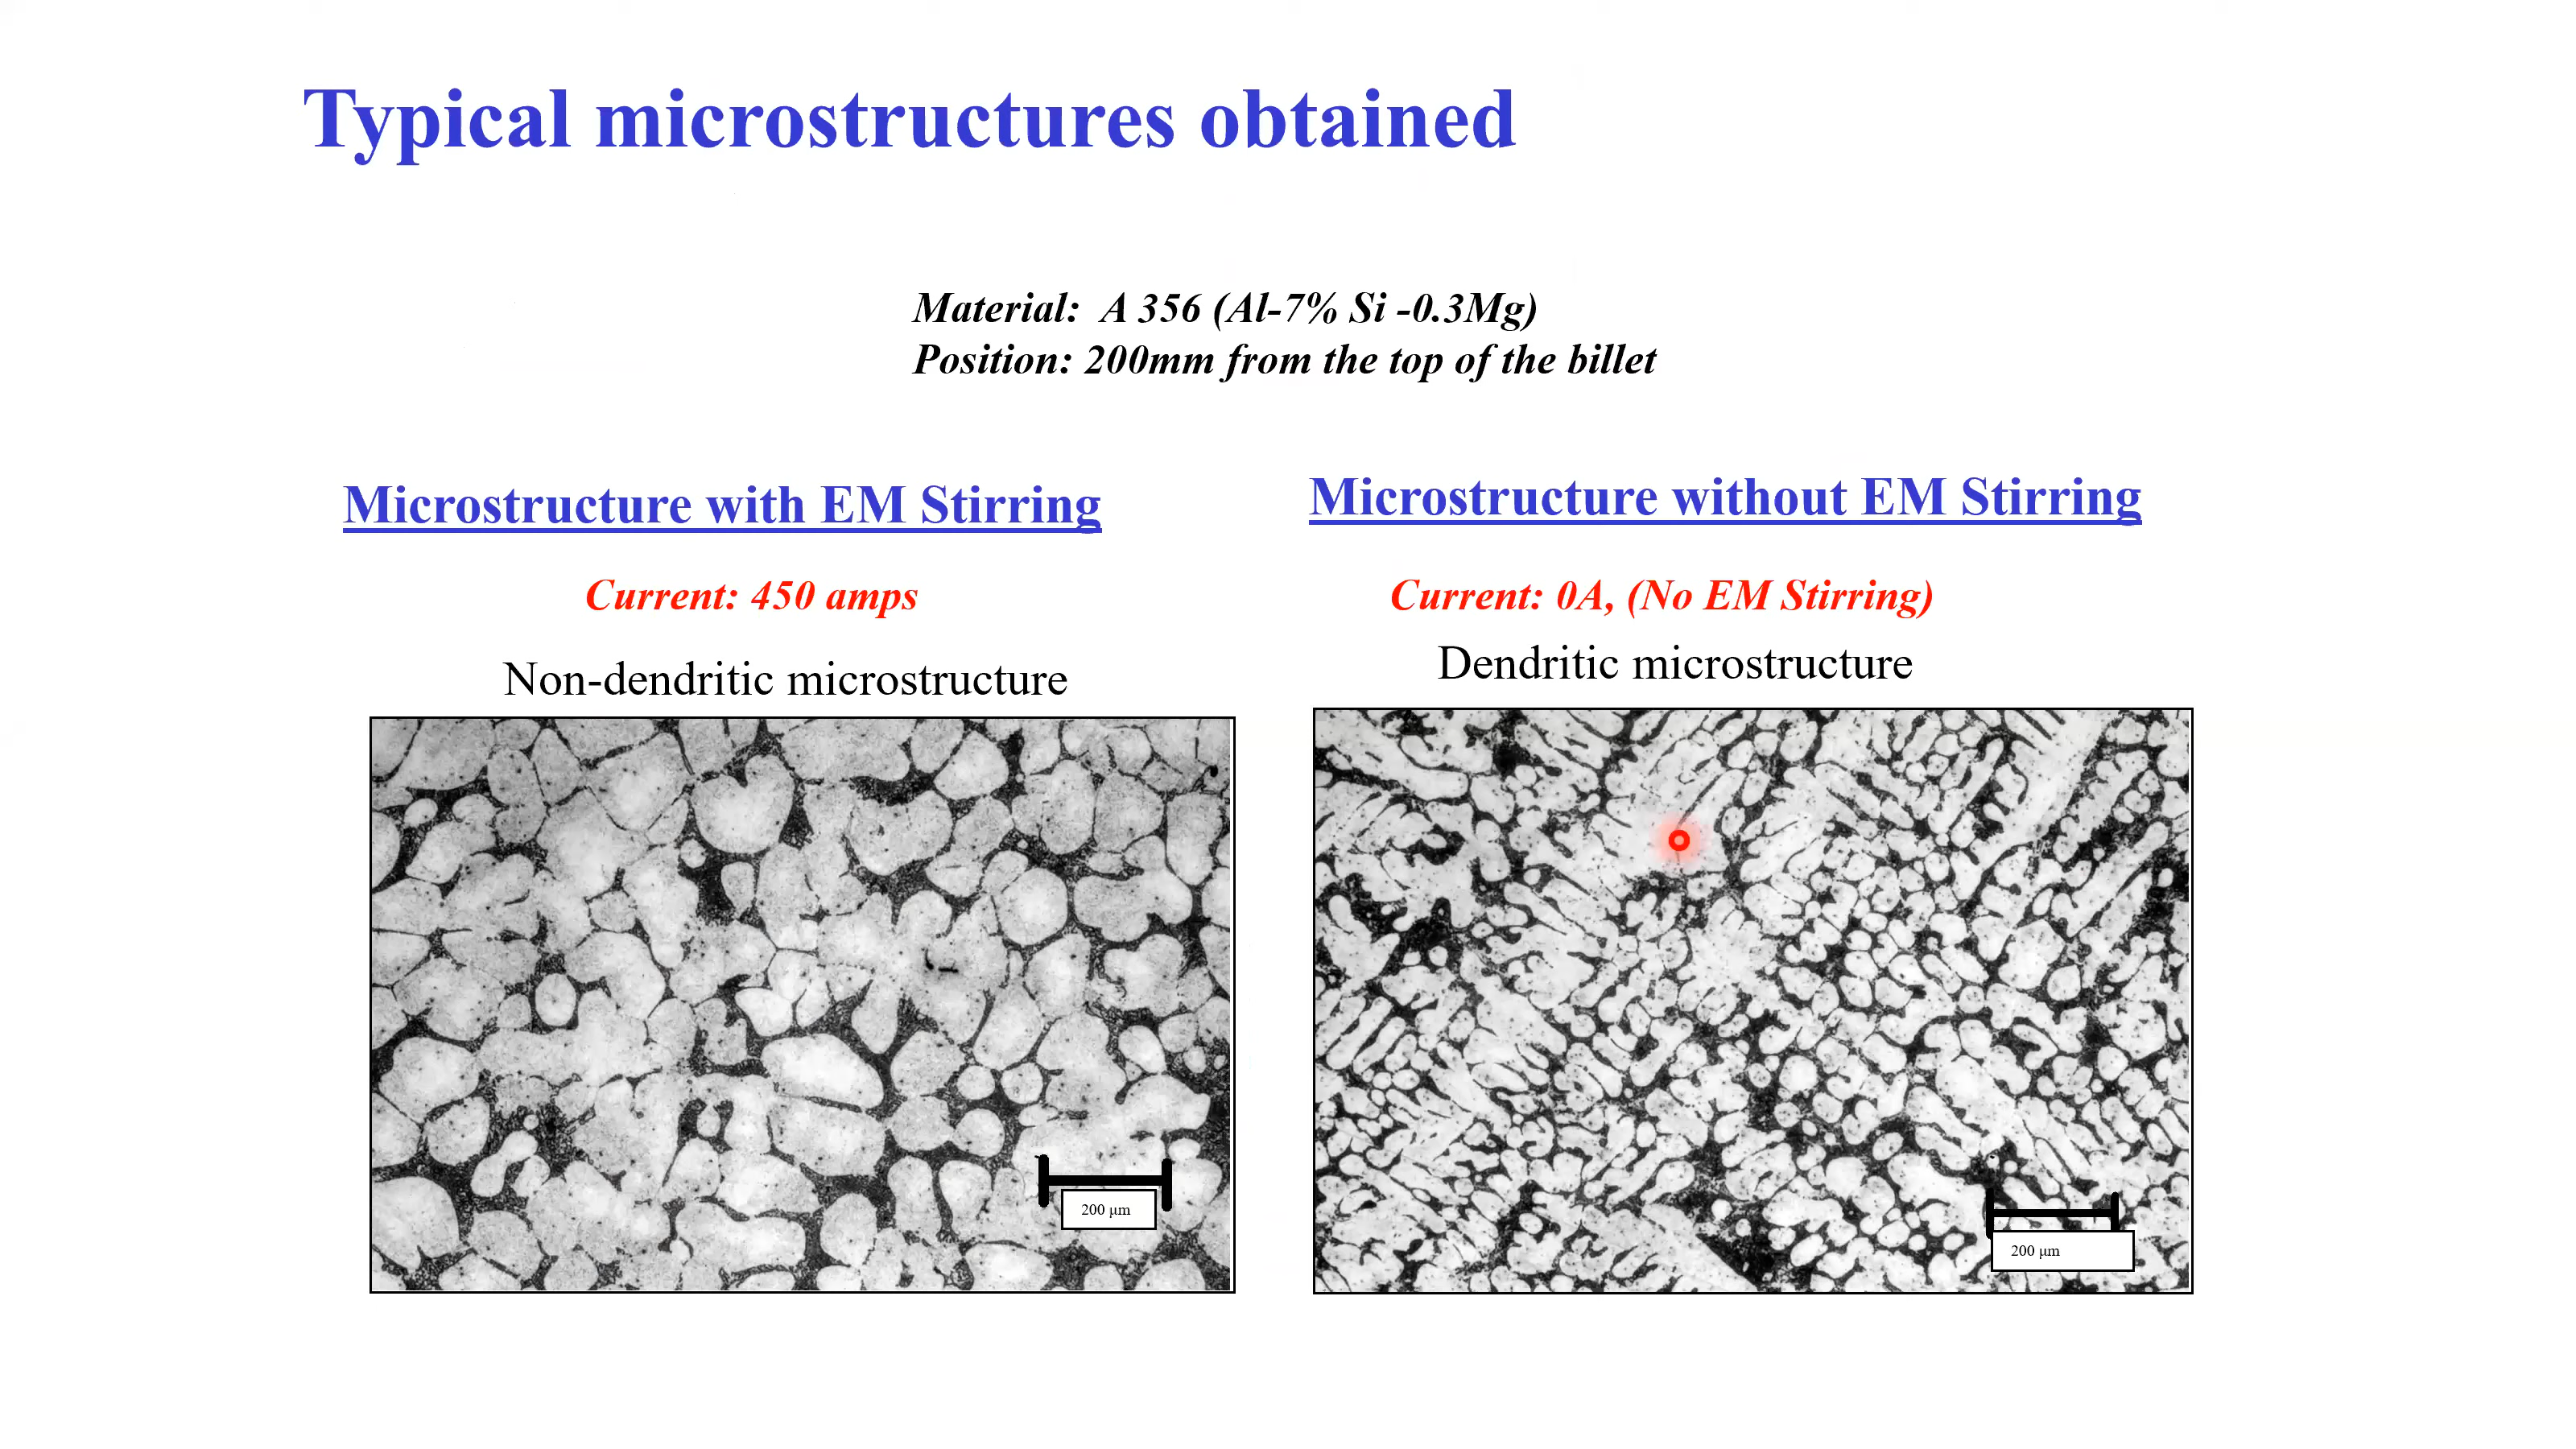 Typical microstructures obtained
Material: A 356 (Al-7% Si -0.3Mg)
Position: 200mm from the top of the billet
Microstructure with EM Stirring
Current: 450 amps
Non-dendritic microstructure
200 μm
Microstructure without EM Stirring
Current: 0A, (No EM Stirring)
Dendritic microstructure
200 μm